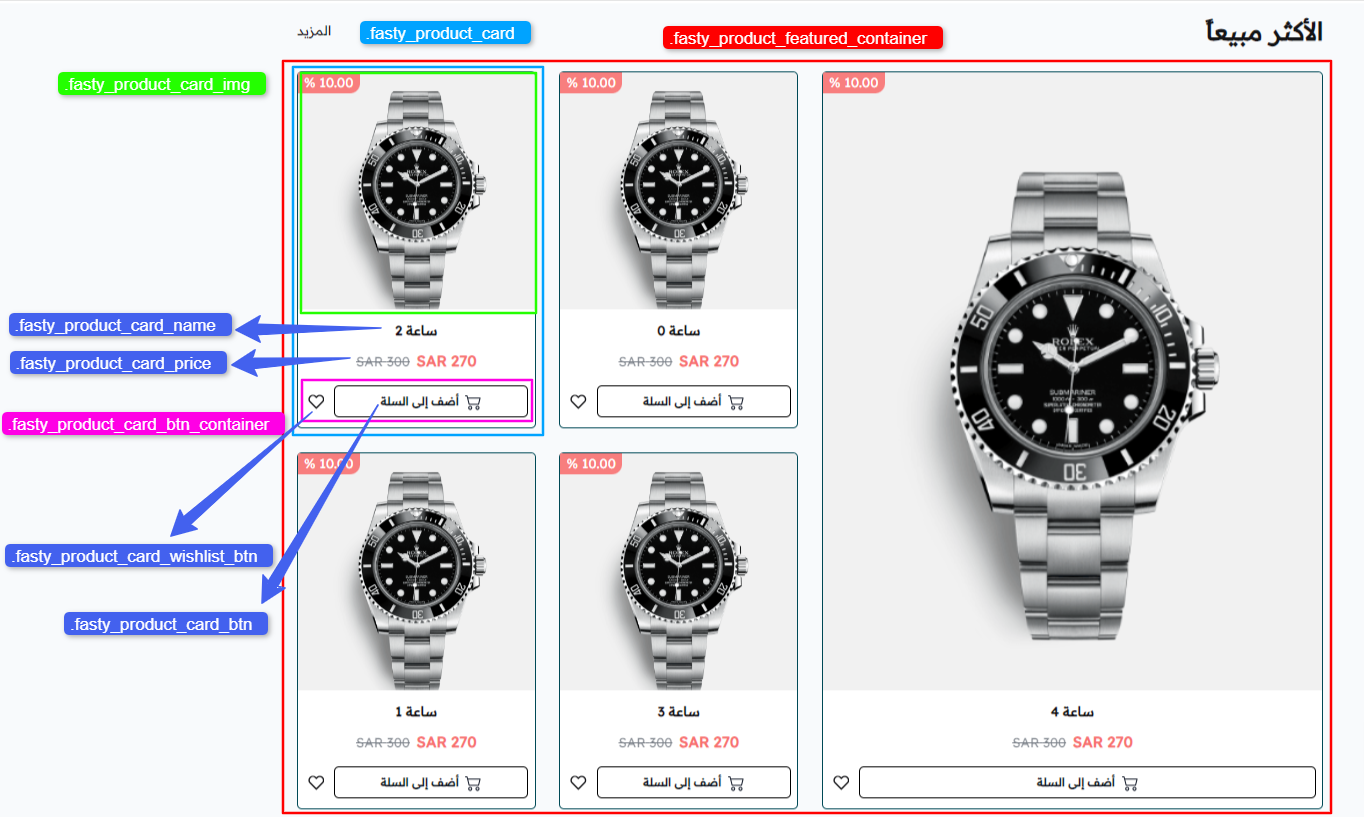 الأكثر مبيعاً
.fasty_product_featured_container
.fasty_product_card
المزيد
.fasty_product_card_img
% 10.00
% 10.00
% 10.00
ROLEX
ساعة 2
ساعة 0
.fasty_product_card_name
SAR 300 SAR 270
SAR 300 SAR 270
.fasty_product_card_price
أضف إلى السلة
أضف إلى السلة
.fasty_product_card_btn_container
% 10.00
% 10.00
.fasty_product_card_wishlist_btn
.fasty_product_card_btn
ساعة 1
ساعة 3
ساعة 4
SAR 300 SAR 270
SAR 300 SAR 270
SAR 300 SAR 270
أضف إلى السلة
أضف إلى السلة
أضف إلى السلة